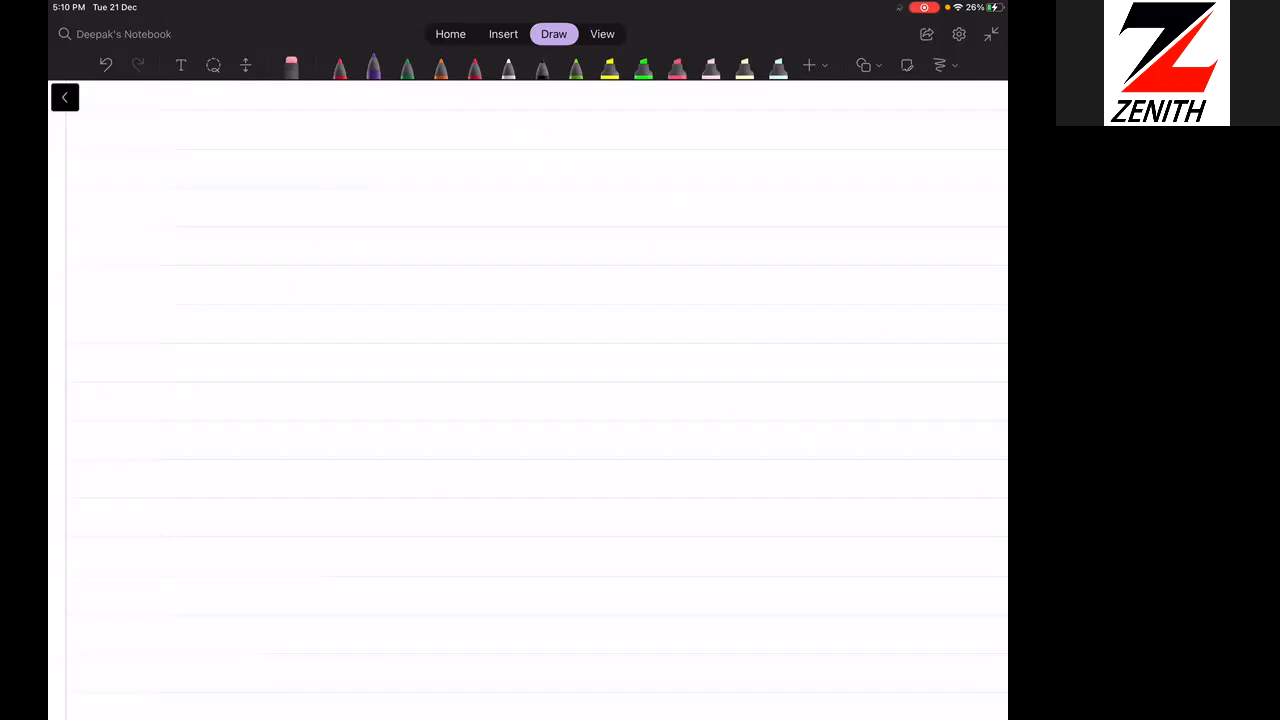 5:10 PM Tue 21 Dec 26%
Deepak's Notebook Home Insert Draw View
T
ZENITH